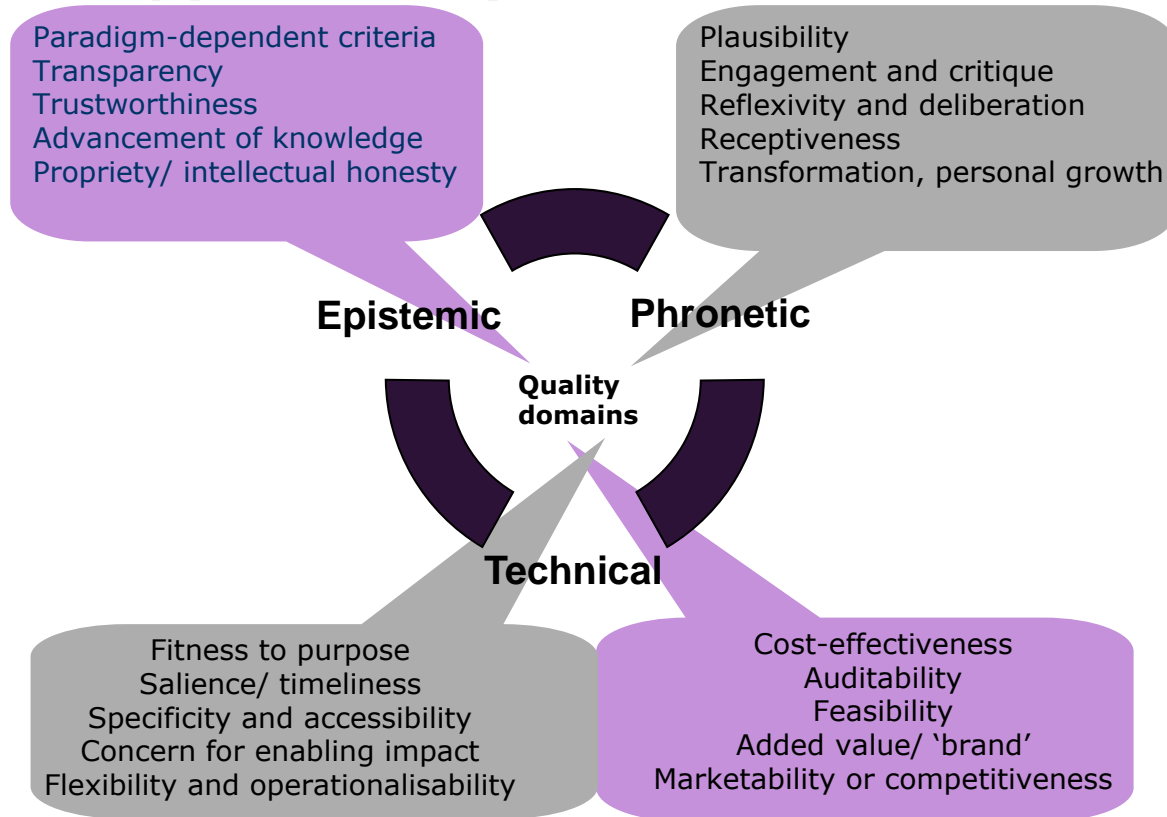 Paradigm-dependent criteria
Transparency
Trustworthiness
Advancement of knowledge
Propriety/ intellectual honesty
Plausibility
Engagement and critique
Reflexivity and deliberation
Receptiveness
Transformation, personal growth
Epistemic
Phronetic
Quality
domains
Technical
Fitness to purpose
Salience/ timeliness
Specificity and accessibility
Concern for enabling impact
Flexibility and operationalisability
Cost-effectiveness
Auditability
Feasibility
Added value/ ‘brand’
Marketability or competitiveness